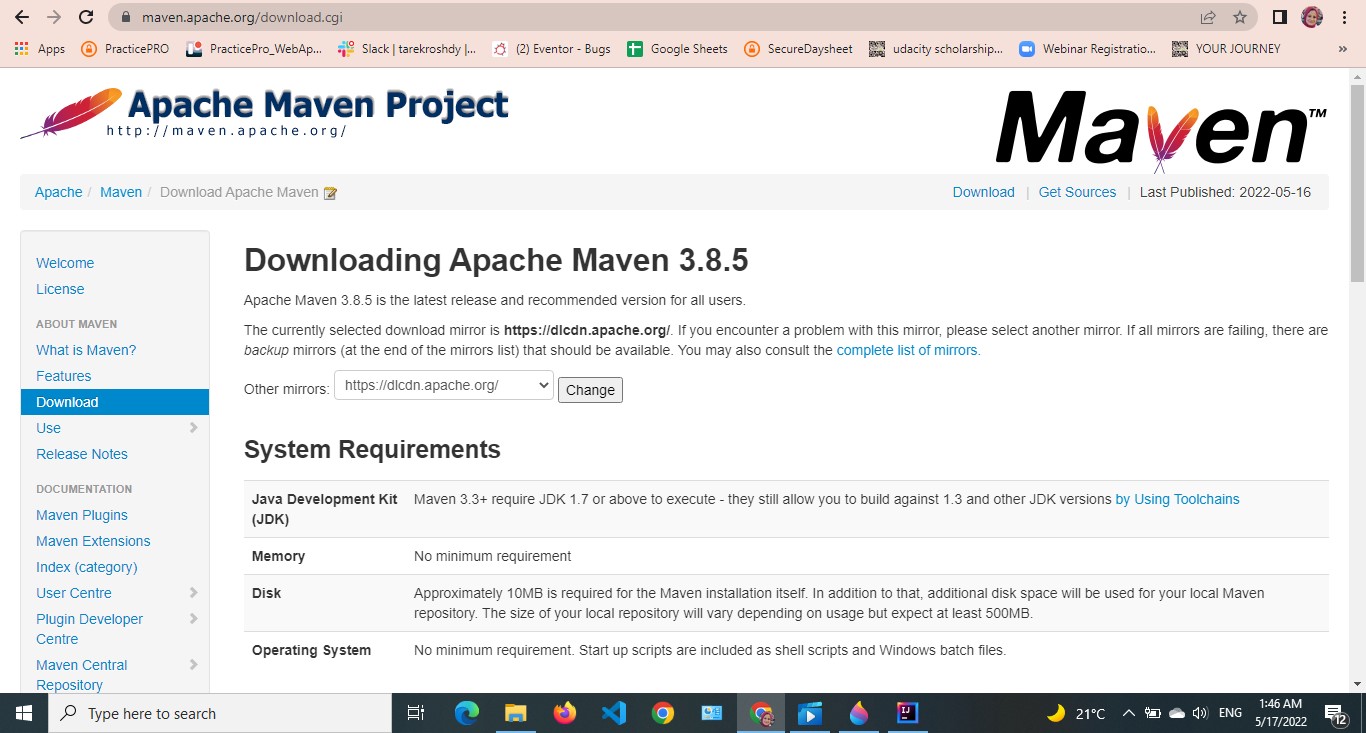 maven.apache.org/download.cgi
Apps PracticePRO PracticePro_WebAp... Slack | tarekroshdy |... (2) Eventor - Bugs Google Sheets SecureDaysheet udacity scholarship... Webinar Registratio... YOUR JOURNEY »
Apache Maven Project
http://maven.apache.org/
Maven™
Apache / Maven / Download Apache Maven
Download | Get Sources | Last Published: 2022-05-16
Welcome
License
ABOUT MAVEN
What is Maven?
Features
Download
Use
Release Notes
DOCUMENTATION
Maven Plugins
Maven Extensions
Index (category)
User Centre
Plugin Developer
Centre
Maven Central
Repository
Downloading Apache Maven 3.8.5
Apache Maven 3.8.5 is the latest release and recommended version for all users.
The currently selected download mirror is https://dlcdn.apache.org/. If you encounter a problem with this mirror, please select another mirror. If all mirrors are failing, there are
backup mirrors (at the end of the mirrors list) that should be available. You may also consult the complete list of mirrors.
Other mirrors: https://dlcdn.apache.org/ Change
System Requirements
Java Development Kit
(JDK)
Maven 3.3+ require JDK 1.7 or above to execute - they still allow you to build against 1.3 and other JDK versions by Using Toolchains
Memory
No minimum requirement
Disk
Approximately 10MB is required for the Maven installation itself. In addition to that, additional disk space will be used for your local Maven
repository. The size of your local repository will vary depending on usage but expect at least 500MB.
Operating System
No minimum requirement. Start up scripts are included as shell scripts and Windows batch files.
Type here to search
21°C
ENG
1:46 AM
5/17/2022
12